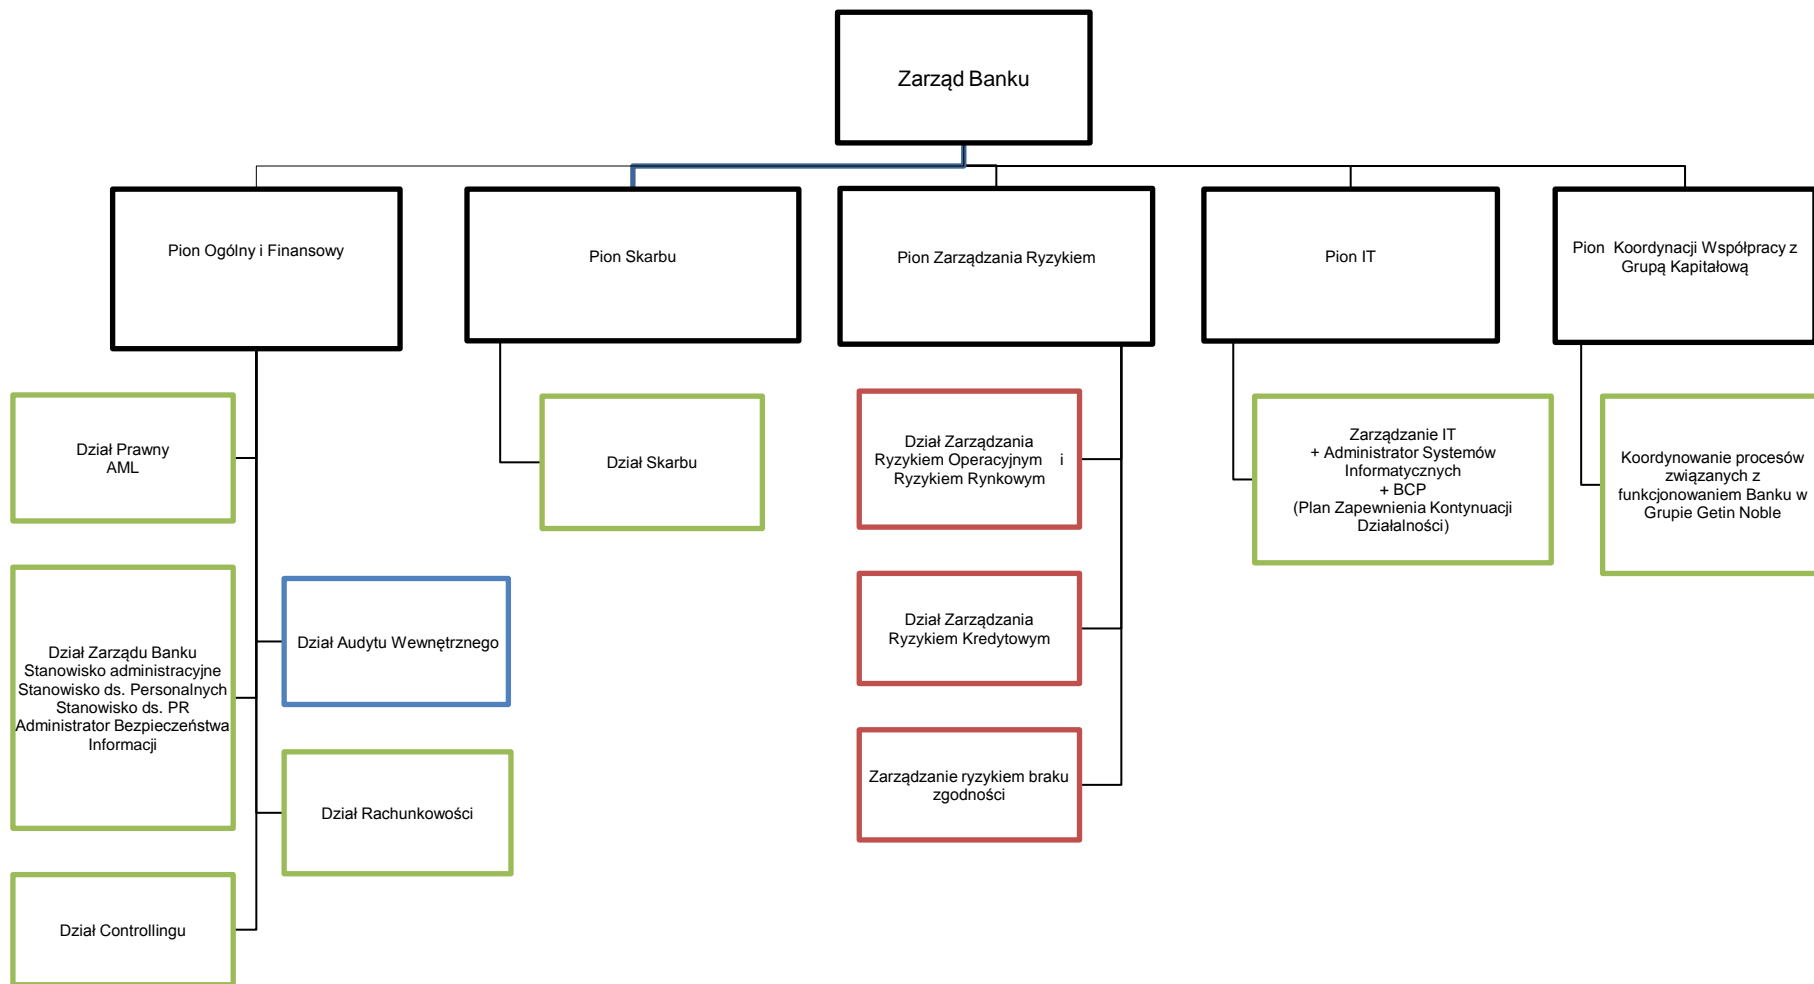 Zarząd Banku
Pion Ogólny i Finansowy
Pion Skarbu
Pion Zarządzania Ryzykiem
Pion IT
Pion Koordynacji Współpracy z
Grupą Kapitałową
Dział Prawny
AML
Dział Skarbu
Dział Zarządzania
Ryzykiem Operacyjnym i
Ryzykiem Rynkowym
Zarządzanie IT
+ Administrator Systemów
Informatycznych
+ BCP
(Plan Zapewnienia Kontynuacji
Działalności)
Koordynowanie procesów
związanych z
funkcjonowaniem Banku w
Grupie Getin Noble
Dział Zarządu Banku
Stanowisko administracyjne
Stanowisko ds. Personalnych
Stanowisko ds. PR
Administrator Bezpieczeństwa
Informacji
Dział Audytu Wewnętrznego
Dział Zarządzania
Ryzykiem Kredytowym
Dział Rachunkowości
Zarządzanie ryzykiem braku
zgodności
Dział Controllingu